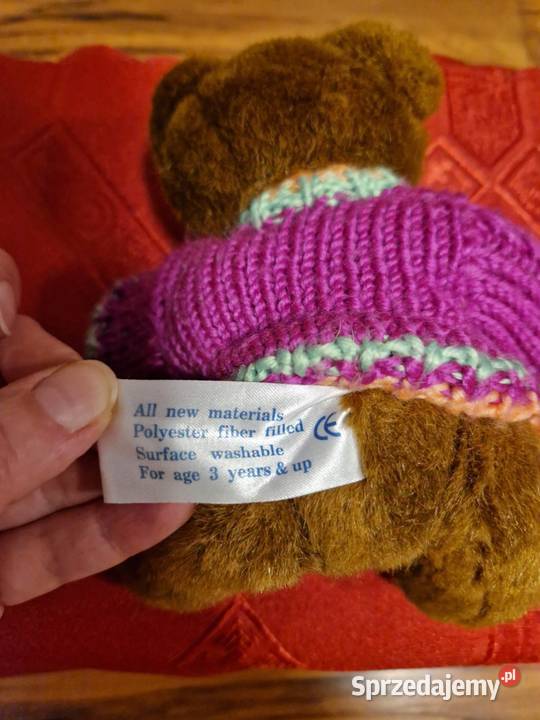 All new materials
Polyester fiber filled CE
Surface washable
For age 3 years & up
Sprzedajemy.pl